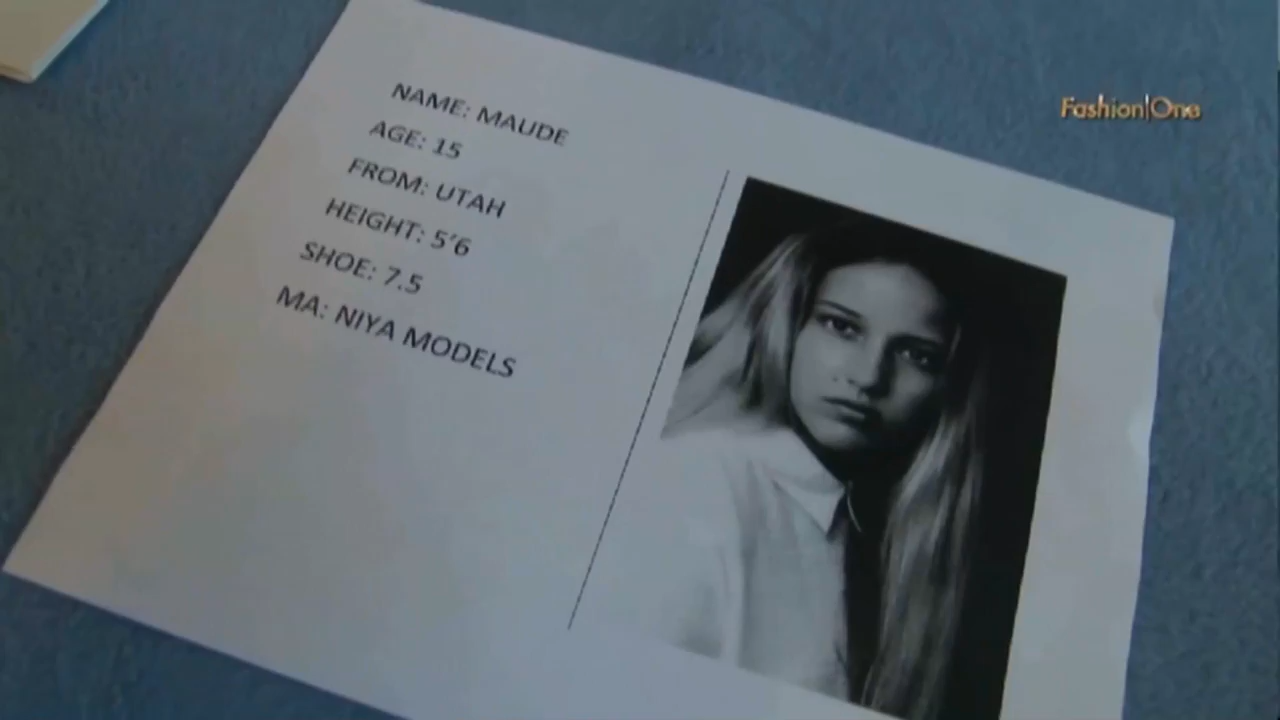 NAME: MAUDE
AGE: 15
FROM: UTAH
HEIGHT: 5'6
SHOE: 7.5
MA: NIYA MODELS
Fashion|One